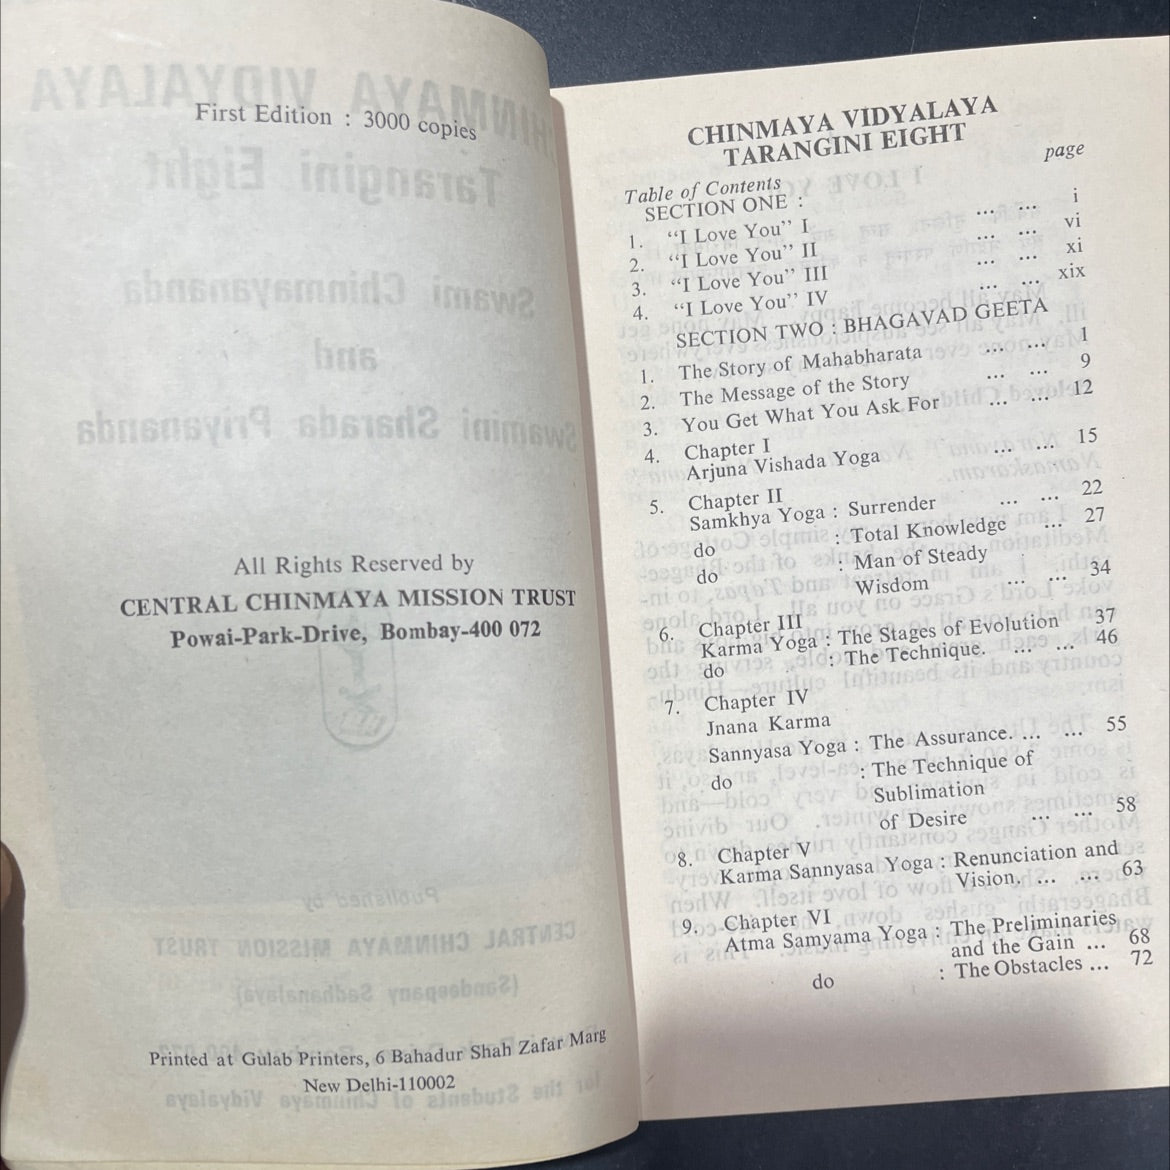 First Edition : 3000 copies
All Rights Reserved by
CENTRAL CHINMAYA MISSION TRUST
Powai-Park-Drive, Bombay-400 072
Printed at Gulab Printers, 6 Bahadur Shah Zafar Marg
New Delhi-110002
CHINMAYA VIDYALAYA
TARANGINI EIGHT
page
Table of Contents
SECTION ONE :
1. “I Love You” I ... ... i
2. “I Love You” II ... ... vi
3. “I Love You” III ... ... xi
4. “I Love You” IV ... ... xix
SECTION TWO : BHAGAVAD GEETA
1. The Story of Mahabharata ... ... 1
2. The Message of the Story ... ... 9
3. You Get What You Ask For ... ... 12
4. Chapter I
Arjuna Vishada Yoga ... ... 15
5. Chapter II
Samkhya Yoga : Surrender ... ... 22
do : Total Knowledge ... 27
do : Man of Steady
Wisdom ... ... 34
6. Chapter III
Karma Yoga : The Stages of Evolution 37
do : The Technique. ... ... 46
7. Chapter IV
Jnana Karma
Sannyasa Yoga : The Assurance. ... ... 55
do : The Technique of
Sublimation
of Desire ... ... 58
8. Chapter V
Karma Sannyasa Yoga : Renunciation and
Vision. ... ... 63
9. Chapter VI
Atma Samyama Yoga : The Preliminaries
and the Gain ... 68
do : The Obstacles ... 72